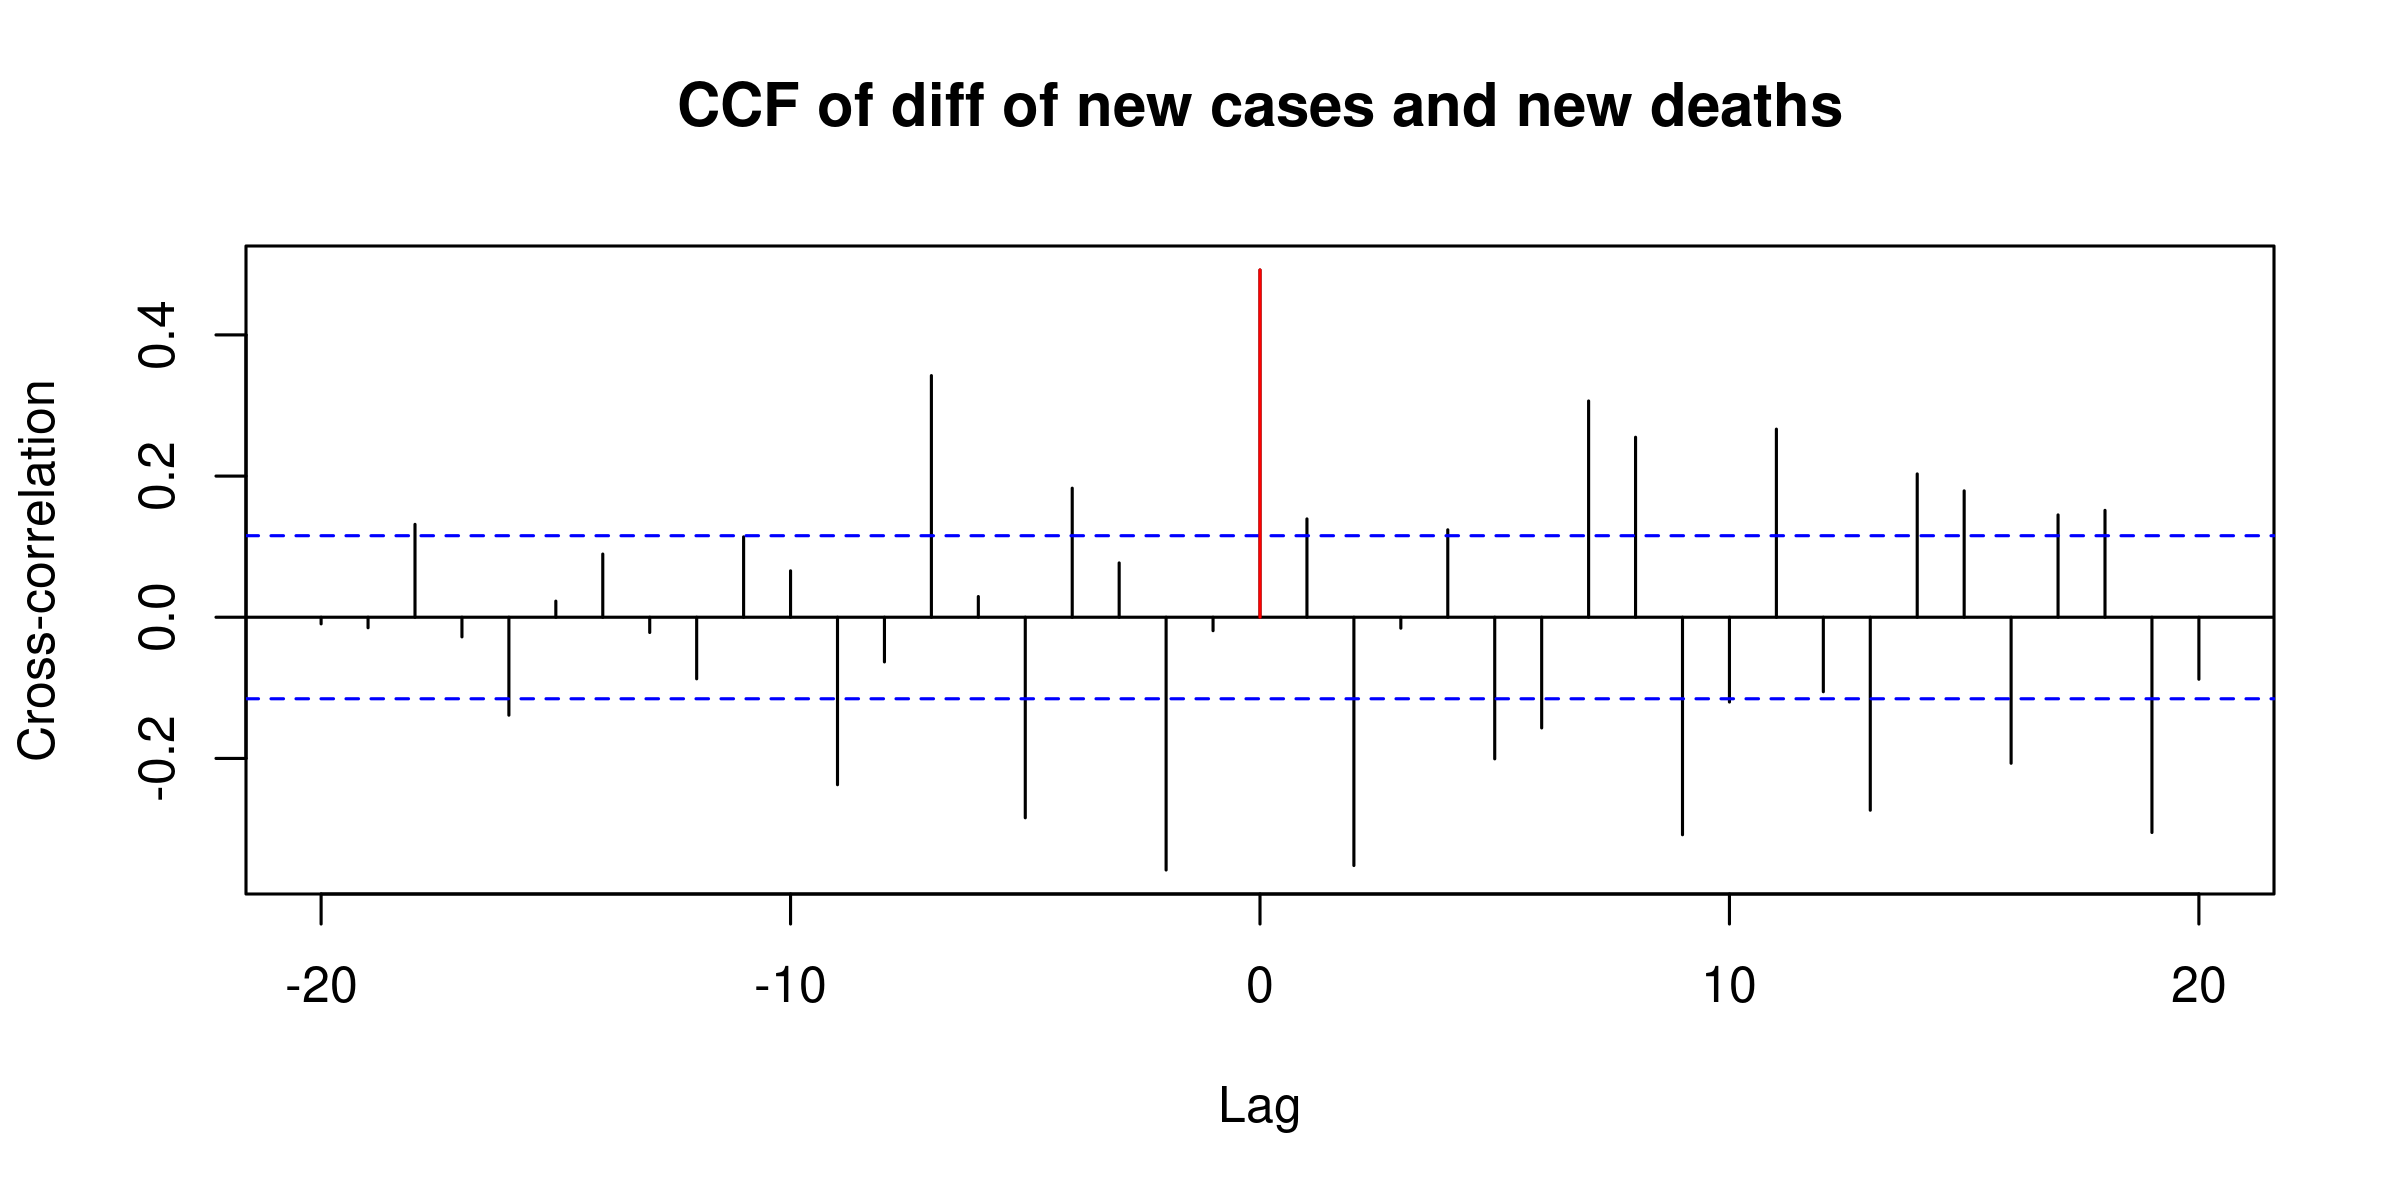 CCF of diff of new cases and new deaths
Cross-correlation
0.4
0.2
0.0
-0.2
-20 -10 0 10 20
Lag